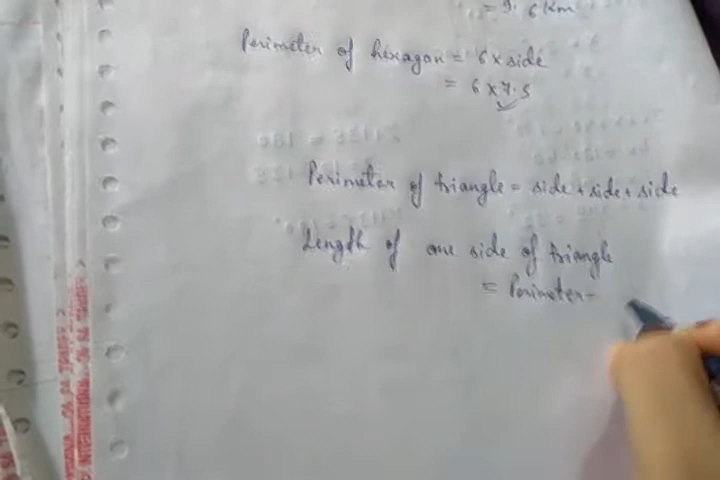 = 9.6 Km
Perimeter of hexagon = 6 x side
= 6 x 7.5
Perimeter of triangle = side + side + side
Length of one side of triangle
= Perimeter -